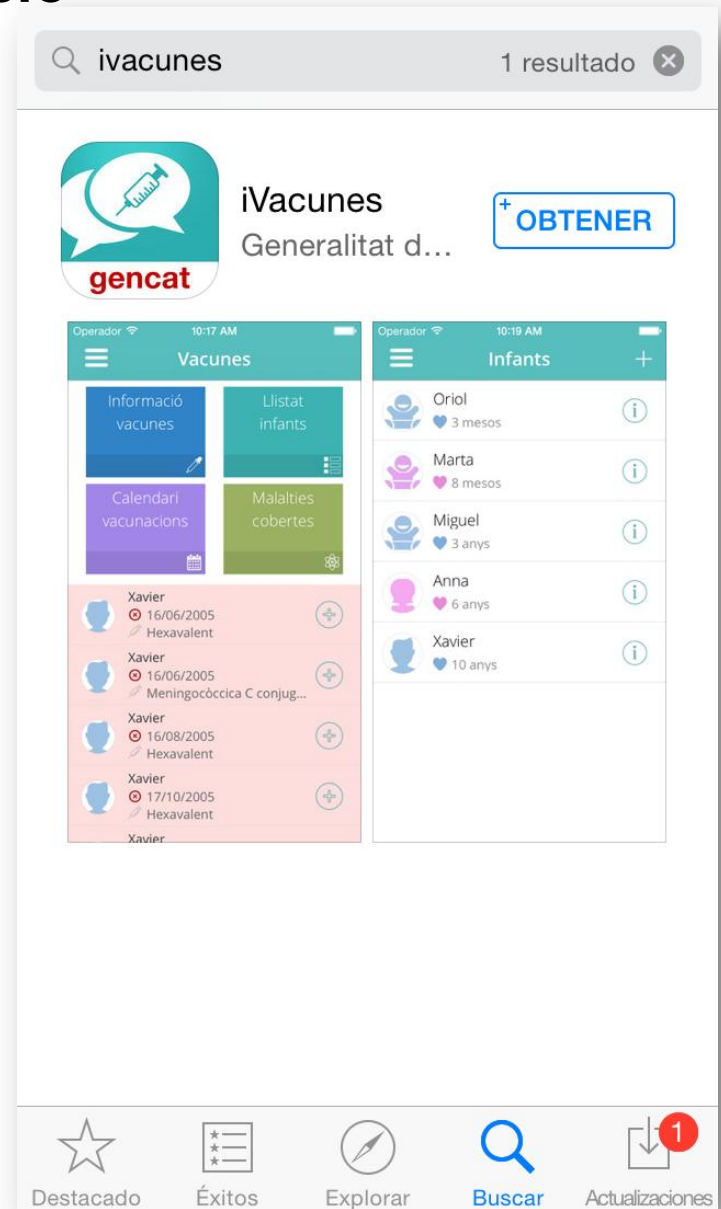 ivacunes 1 resultado
iVacunes
Generalitat d...
+ OBTENER
gencat
Operador 10:17 AM
Vacunes
Informació
vacunes
Llistat
infants
Calendari
vacunacions
Malalties
cobertes
Xavier
16/06/2005
Hexavalent
Xavier
16/06/2005
Meningocòccica C conjug...
Xavier
16/08/2005
Hexavalent
Xavier
17/10/2005
Hexavalent
Xavier
Operador 10:19 AM
Infants +
Oriol
3 mesos
Marta
8 mesos
Miguel
3 anys
Anna
6 anys
Xavier
10 anys
1
Destacado Éxitos Explorar Buscar Actualizaciones